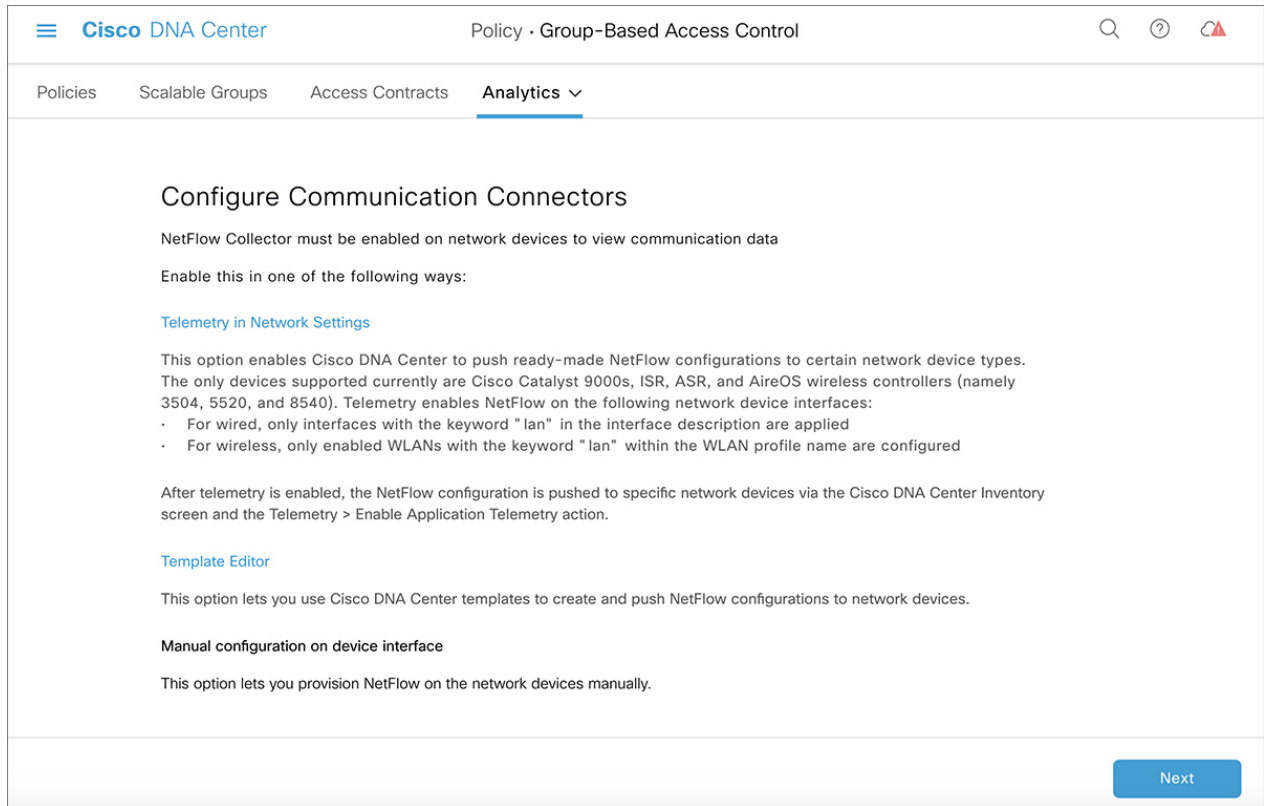 Cisco DNA Center
Policy · Group-Based Access Control
Policies
Scalable Groups
Access Contracts
Analytics
Configure Communication Connectors
NetFlow Collector must be enabled on network devices to view communication data
Enable this in one of the following ways:
Telemetry in Network Settings
This option enables Cisco DNA Center to push ready-made NetFlow configurations to certain network device types.
The only devices supported currently are Cisco Catalyst 9000s, ISR, ASR, and AireOS wireless controllers (namely
3504, 5520, and 8540). Telemetry enables NetFlow on the following network device interfaces:
· For wired, only interfaces with the keyword "lan" in the interface description are applied
· For wireless, only enabled WLANs with the keyword "lan" within the WLAN profile name are configured
After telemetry is enabled, the NetFlow configuration is pushed to specific network devices via the Cisco DNA Center Inventory
screen and the Telemetry > Enable Application Telemetry action.
Template Editor
This option lets you use Cisco DNA Center templates to create and push NetFlow configurations to network devices.
Manual configuration on device interface
This option lets you provision NetFlow on the network devices manually.
Next